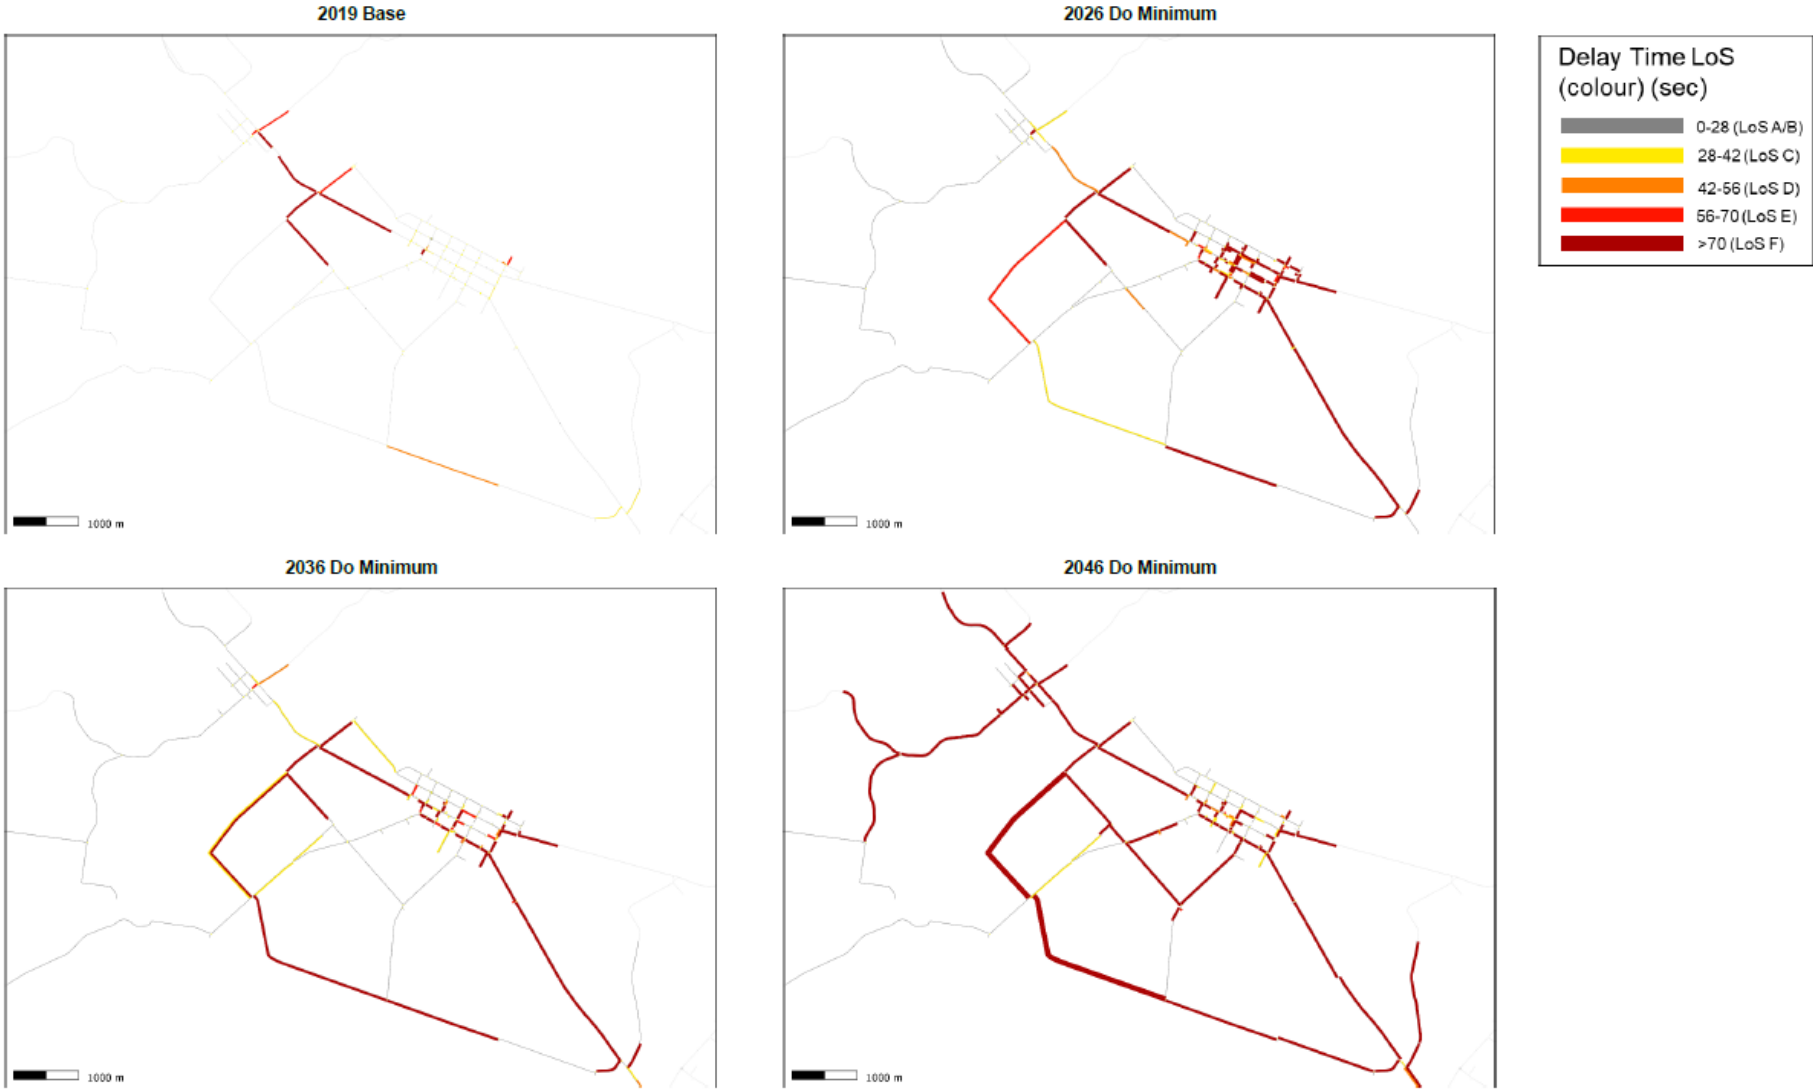 2019 Base
2026 Do Minimum
Delay Time LoS
(colour) (sec)
0-28 (LoS A/B)
28-42 (LoS C)
42-56 (LoS D)
56-70 (LoS E)
>70 (LoS F)
1000 m
1000 m
2036 Do Minimum
2046 Do Minimum
1000 m
1000 m